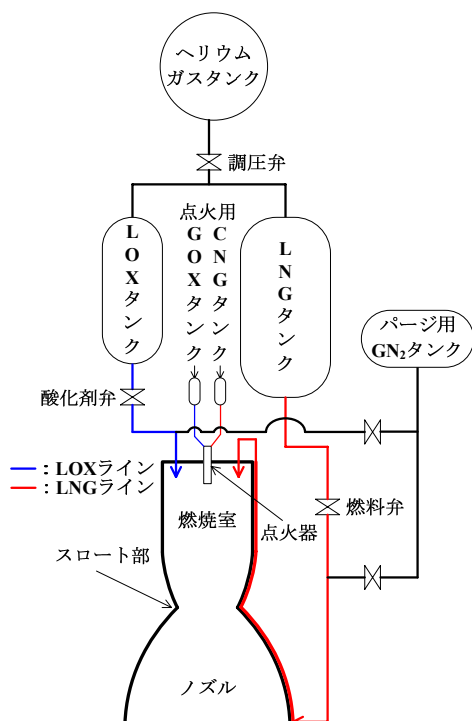 ヘリウム
ガスタンク
調圧弁
点火用
LOXタンク
GOXタンク
CNGタンク
LNGタンク
パージ用
GN₂タンク
酸化剤弁
：LOXライン
：LNGライン
燃料弁
燃焼室
点火器
スロート部
ノズル